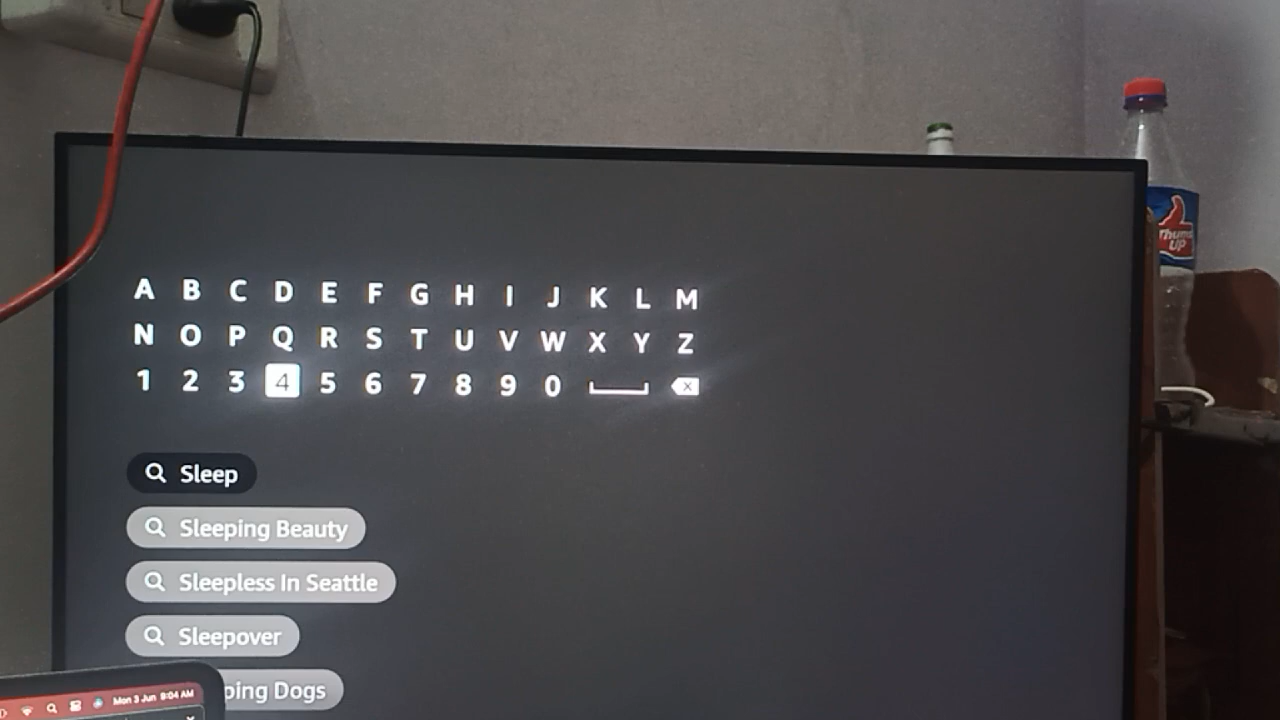 A B C D E F G H I J K L M
N O P Q R S T U V W X Y Z
1 2 3 4 5 6 7 8 9 0
Sleep
Sleeping Beauty
Sleepless In Seattle
Sleepover
ping Dogs
Mon 3 Jun 9:04 AM
Thums
UP